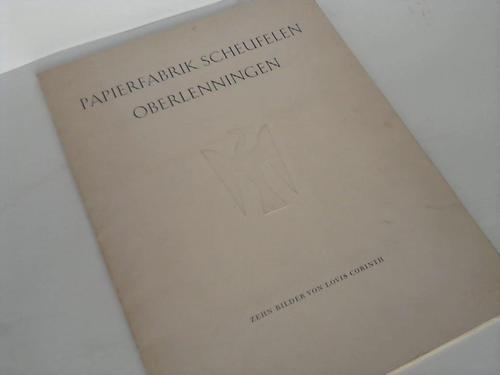 PAPIERFABRIK SCHEUFELEN
OBERLENNINGEN
ZEHN BILDER VON LOVIS CORINTH